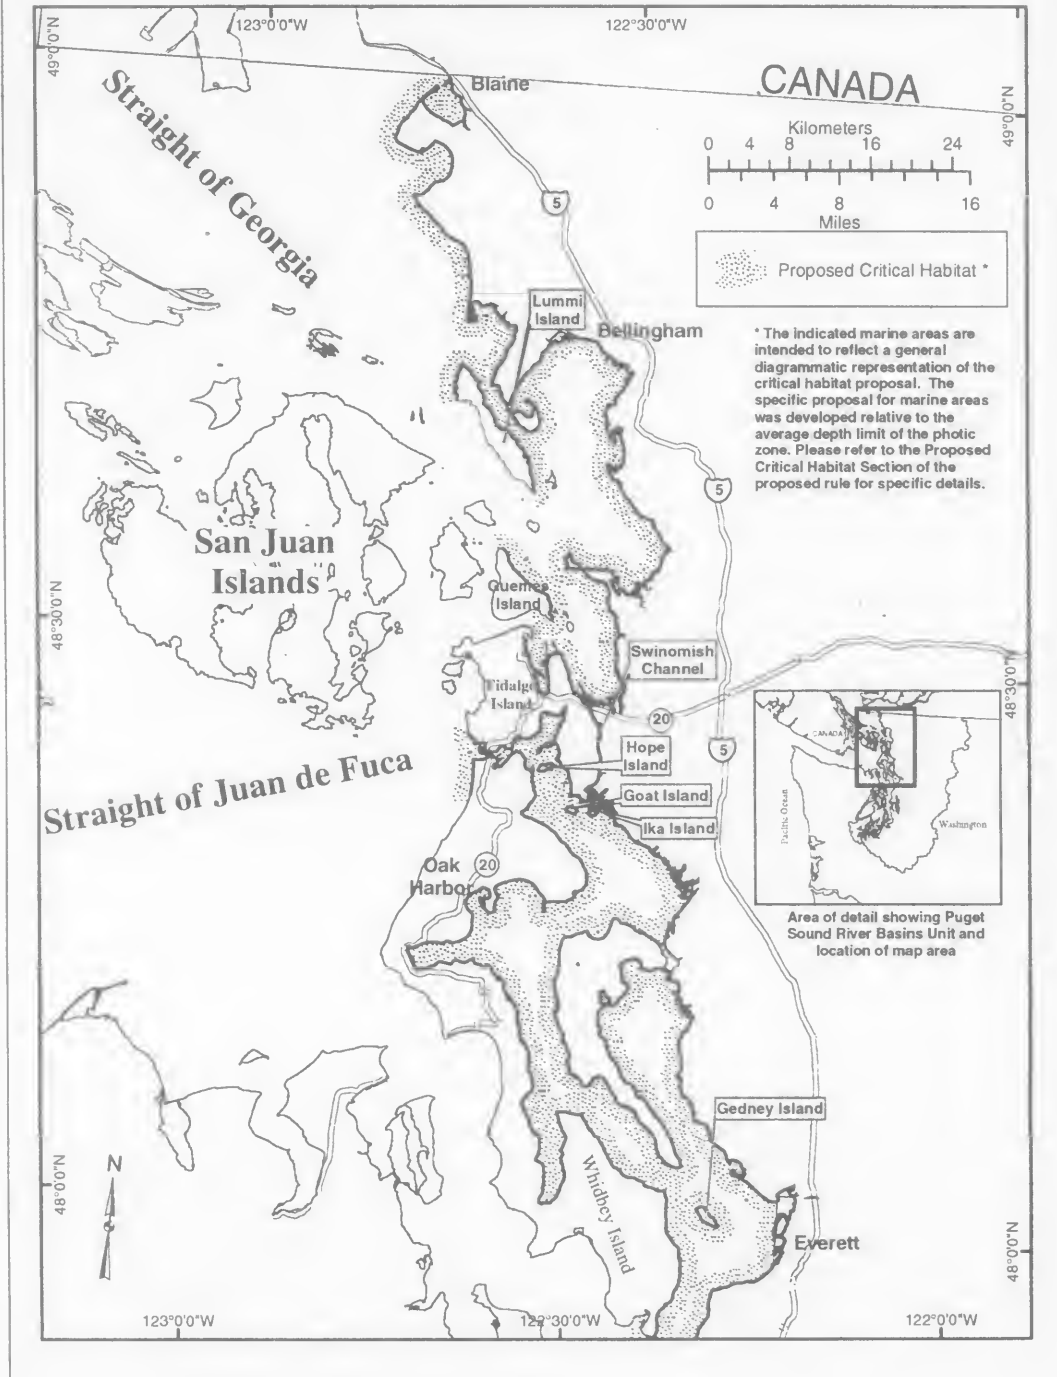 123°0'0"W
122°30'0"W
49°0'0"N
Blaine
CANADA
49°0'0"N
Straight of Georgia
Kilometers
0 4 8 16 24
0 4 8 16
Miles
5
Proposed Critical Habitat *
Lummi
Island
Bellingham
* The indicated marine areas are
intended to reflect a general
diagrammatic representation of the
critical habitat proposal. The
specific proposal for marine areas
was developed relative to the
average depth limit of the photic
zone. Please refer to the Proposed
Critical Habitat Section of the
proposed rule for specific details.
5
San Juan
Islands
Guemes
Island
48°30'0"N
Swinomish
Channel
Fidalgo
Island
48°30'0"N
20
5
Hope
Island
CANADA
Straight of Juan de Fuca
Goat Island
Ika Island
Pacific Ocean
Washington
Oak
Harbor
20
Area of detail showing Puget
Sound River Basins Unit and
location of map area
Gedney Island
N
48°0'0"N
Whidbey Island
Everett
48°0'0"N
123°0'0"W
122°30'0"W
122°0'0"W